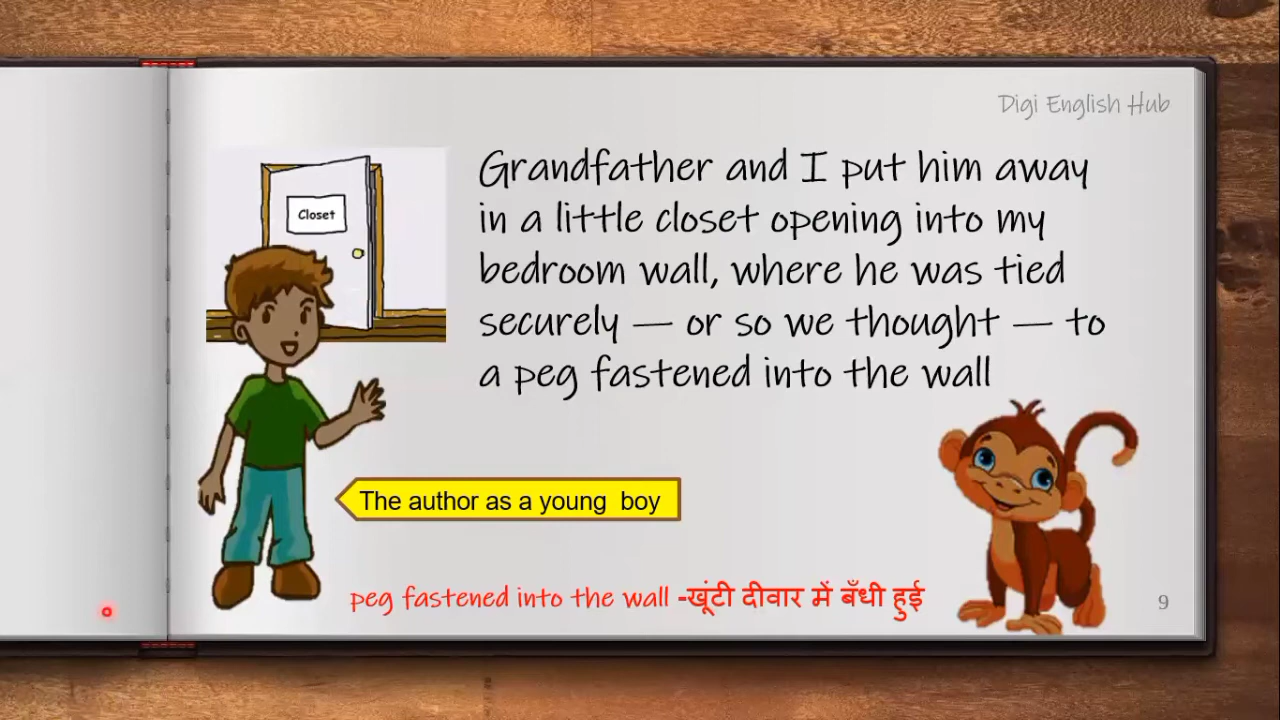 Digi English Hub
Closet
Grandfather and I put him away
in a little closet opening into my
bedroom wall, where he was tied
securely — or so we thought — to
a peg fastened into the wall
The author as a young  boy
peg fastened into the wall -खूंटी दीवार में बँधी हुई
9